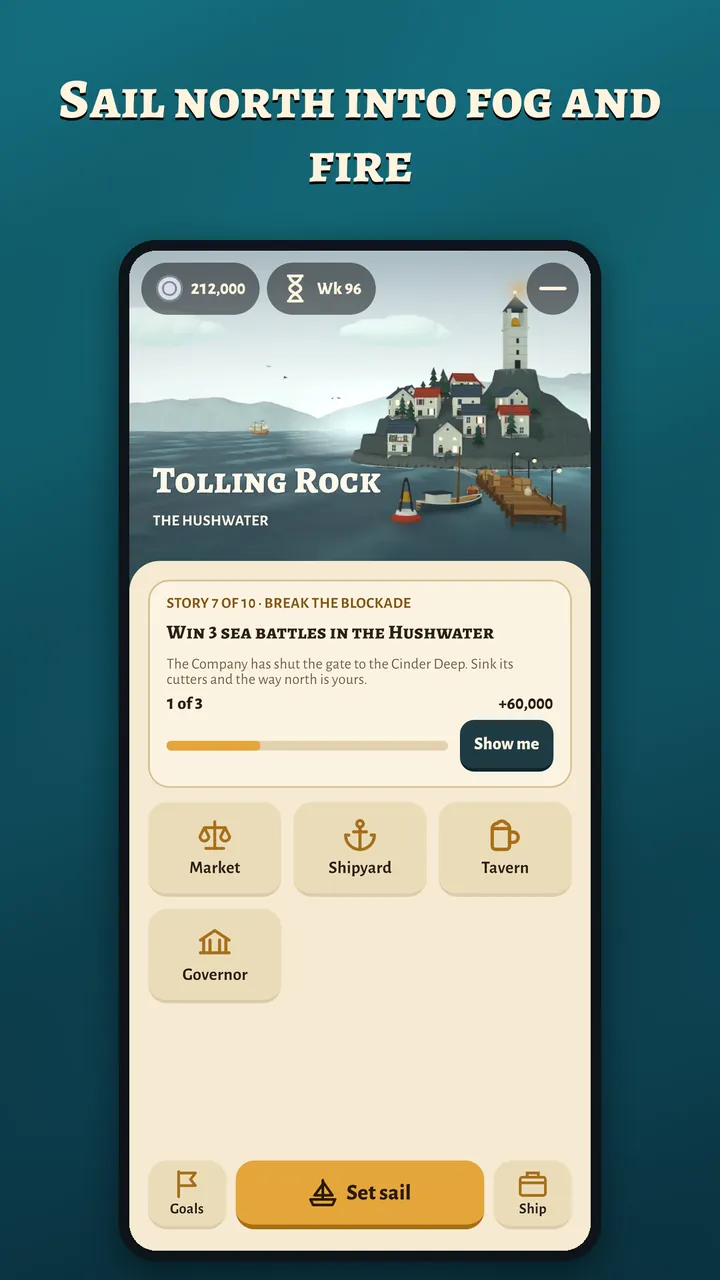 Sail north into fog and
fire
212,000
Wk 96
Tolling Rock
THE HUSHWATER
STORY 7 OF 10 · BREAK THE BLOCKADE
Win 3 sea battles in the Hushwater
The Company has shut the gate to the Cinder Deep. Sink its
cutters and the way north is yours.
1 of 3
+60,000
Show me
Market
Shipyard
Tavern
Governor
Goals
Set sail
Ship